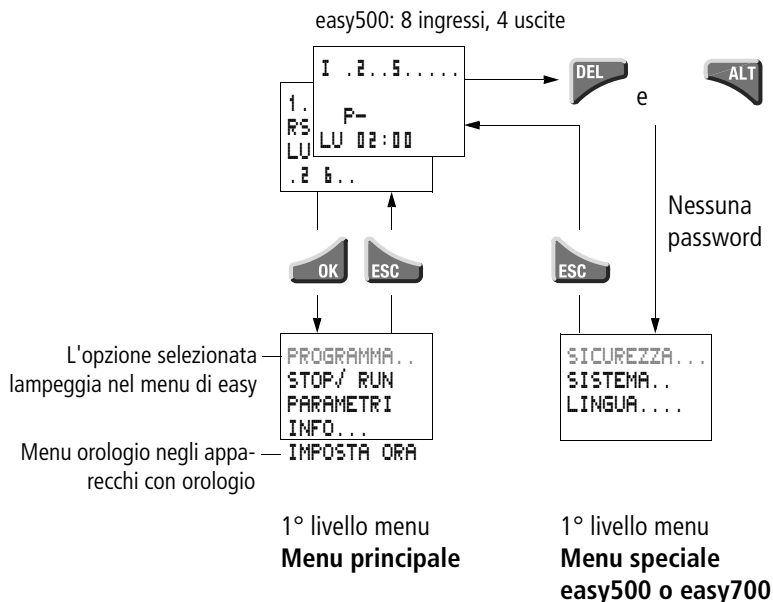 easy500: 8 ingressi, 4 uscite
I .2..5.....
P-
LU 02:00
1.
RS
LU
.2 6..
DEL
e
ALT
Nessuna
password
OK
ESC
ESC
L'opzione selezionata
lampeggia nel menu di easy
PROGRAMMA..
STOP/ RUN
PARAMETRI
INFO...
IMPOSTA ORA
Menu orologio negli appa-
recchi con orologio
SICUREZZA...
SISTEMA..
LINGUA....
1° livello menu
Menu principale
1° livello menu
Menu speciale
easy500 o easy700